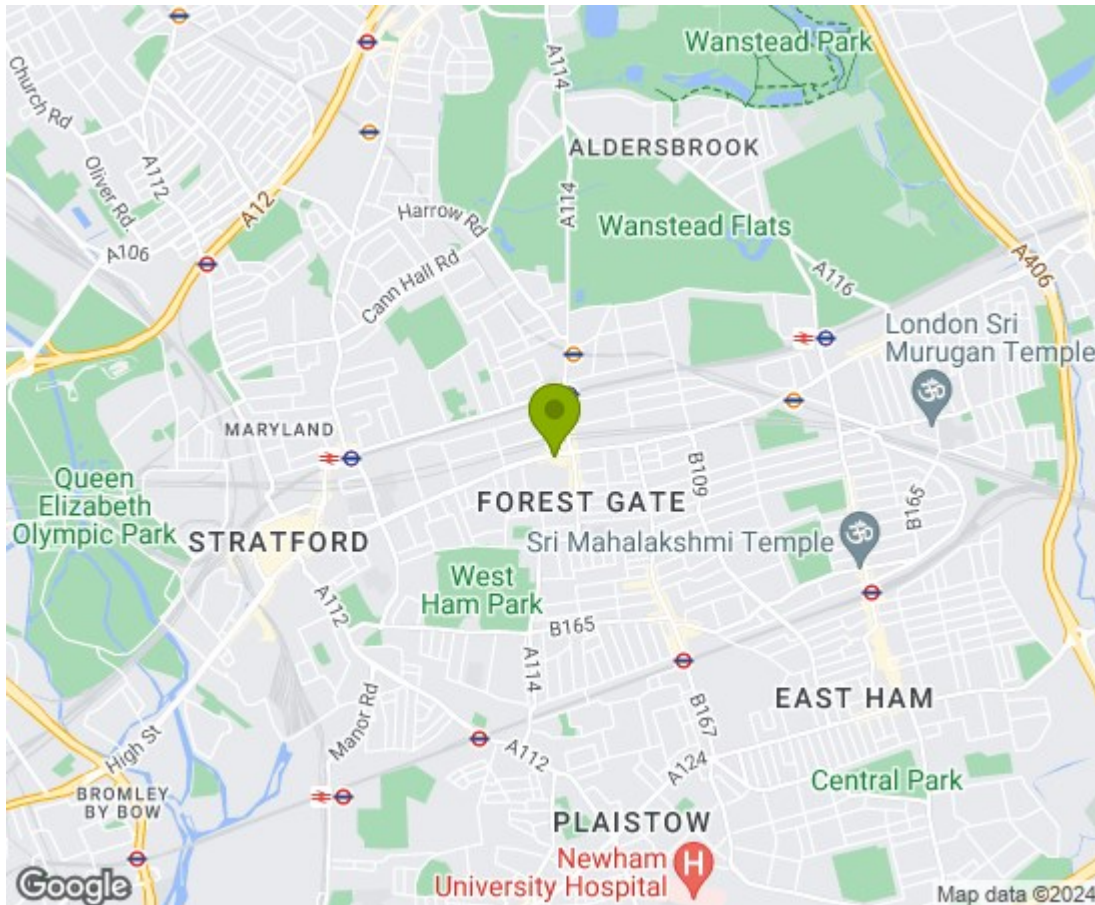 Wanstead Park
A114
Church Rd
A112
Oliver Rd.
ALDERSBROOK
A12
Harrow Rd
A114
Wanstead Flats
A106
Cann Hall Rd
A116
A406
London Sri
Murugan Temple
MARYLAND
Queen
Elizabeth
Olympic Park
B109
B165
FOREST GATE
STRATFORD
Sri Mahalakshmi Temple
West
Ham Park
A112
B165
A114
Manor Rd
B167
EAST HAM
High St
A112
A124
Central Park
BROMLEY
BY BOW
PLAISTOW
Newham
University Hospital
H
Google
Map data ©2024